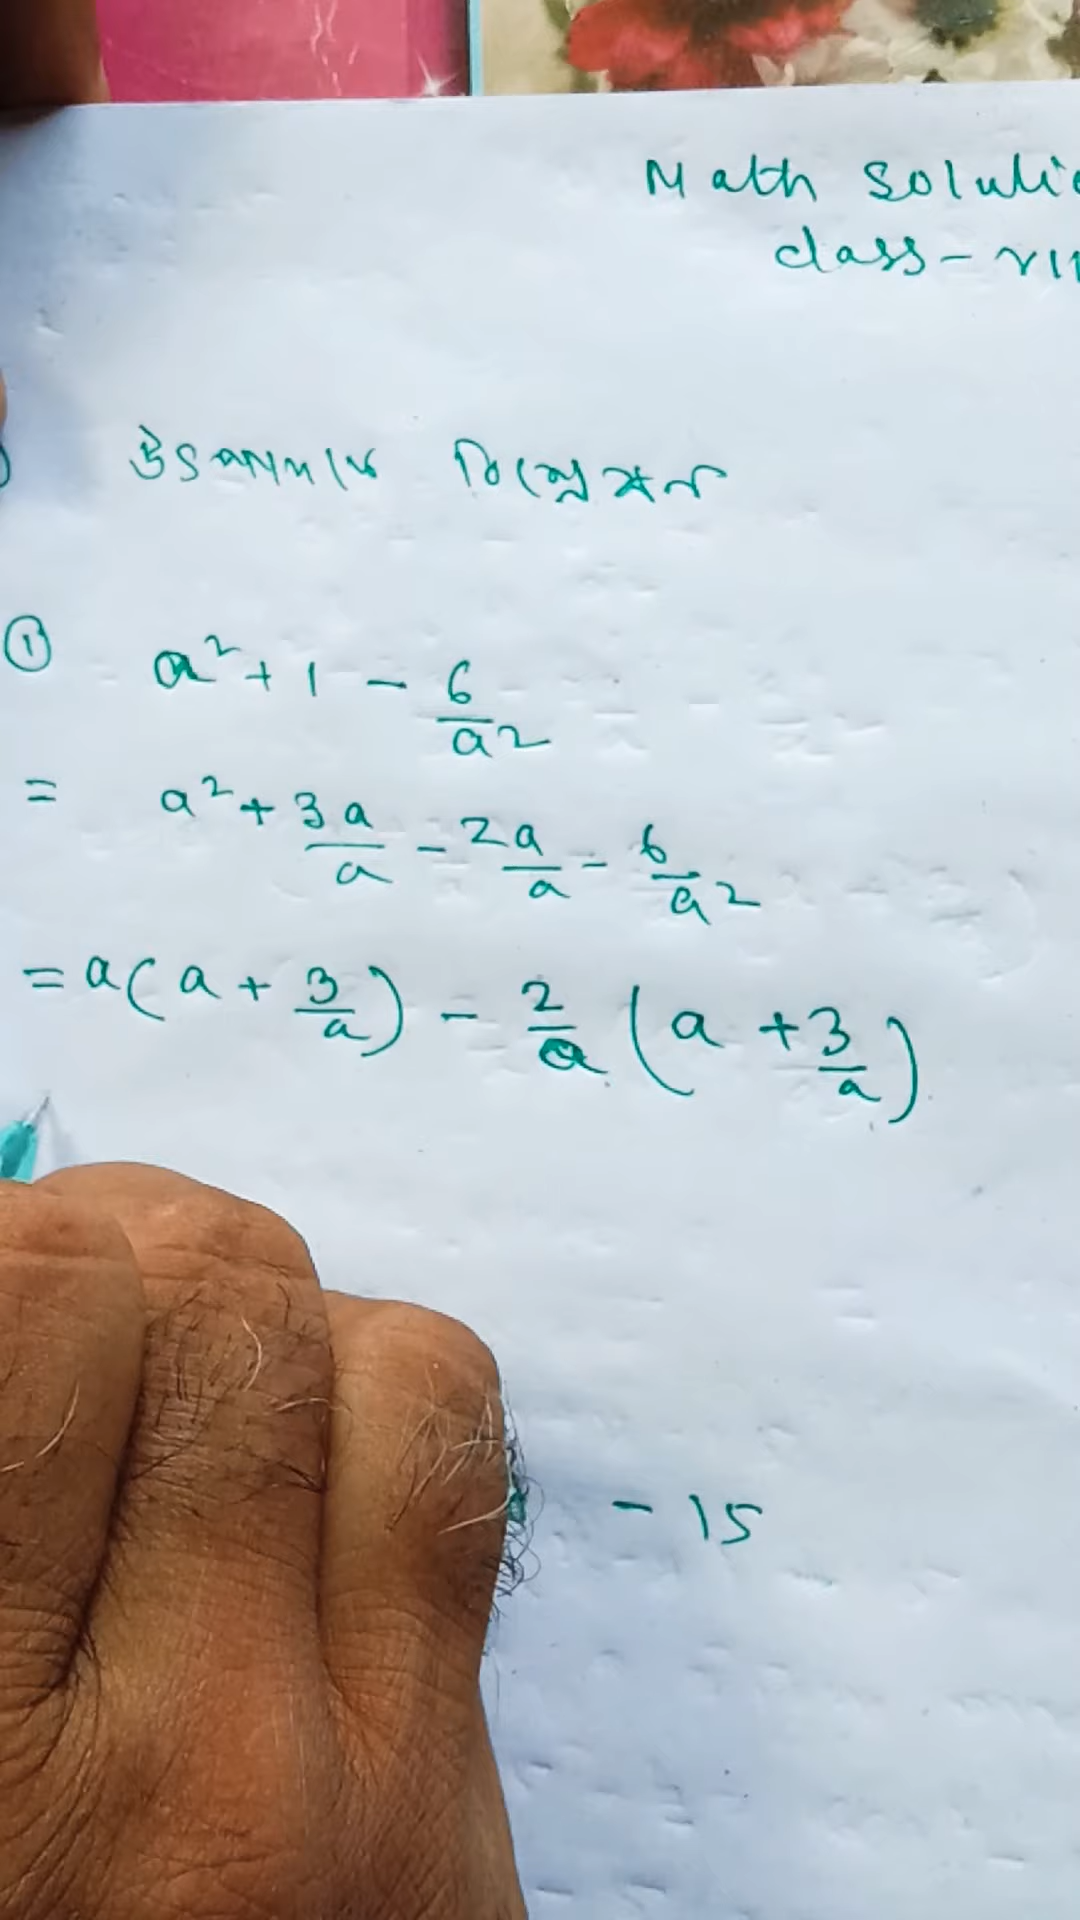 Math Soluti
class - VII
উৎপাদকে বিশ্লেষণ
① a² + 1 - 6/a²
= a² + 3a/a - 2a/a - 6/a²
= a(a + 3/a) - 2/a (a + 3/a)
- 15